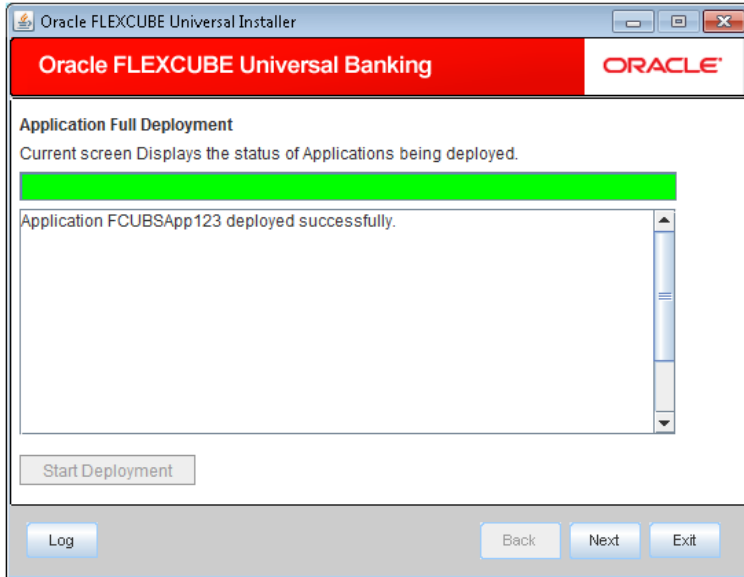 Oracle FLEXCUBE Universal Installer
Oracle FLEXCUBE Universal Banking
ORACLE
Application Full Deployment
Current screen Displays the status of Applications being deployed.
Application FCUBSApp123 deployed successfully.
Start Deployment
Log Back Next Exit